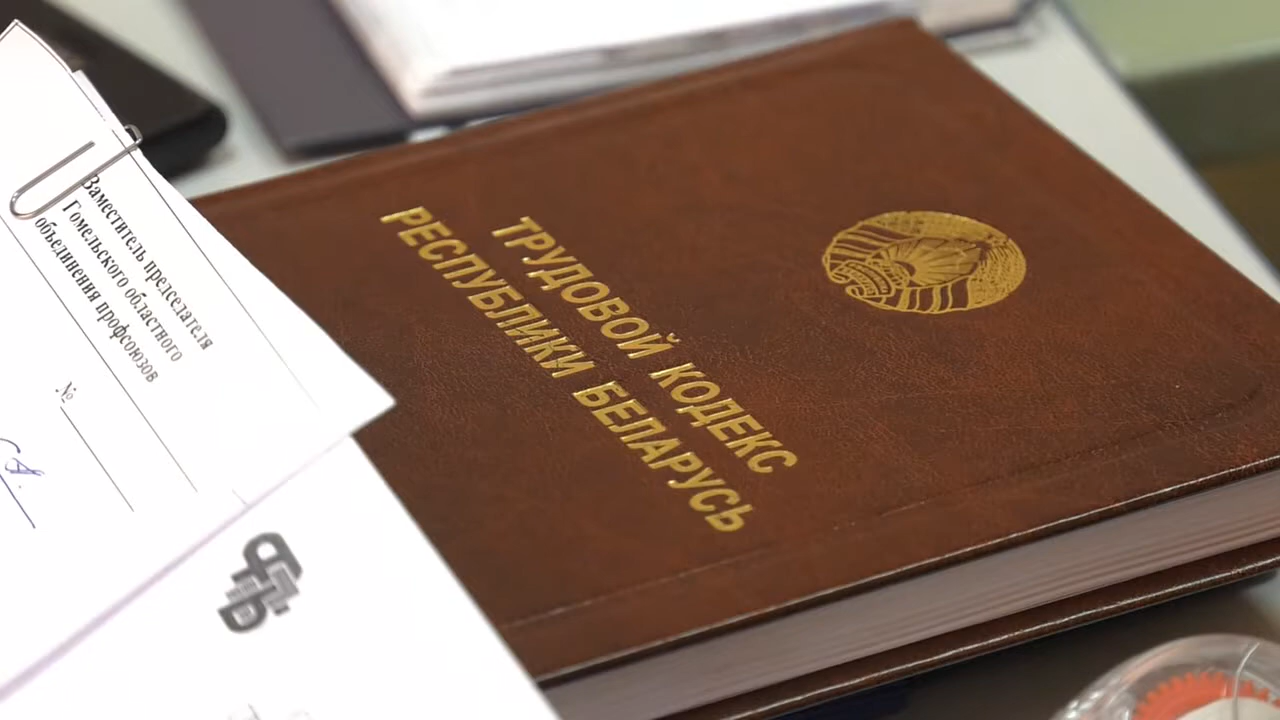 Заместитель председателя
Гомельского областного
объединения профсоюзов
№
ТРУДОВОЙ КОДЕКС
РЕСПУБЛИКИ БЕЛАРУСЬ